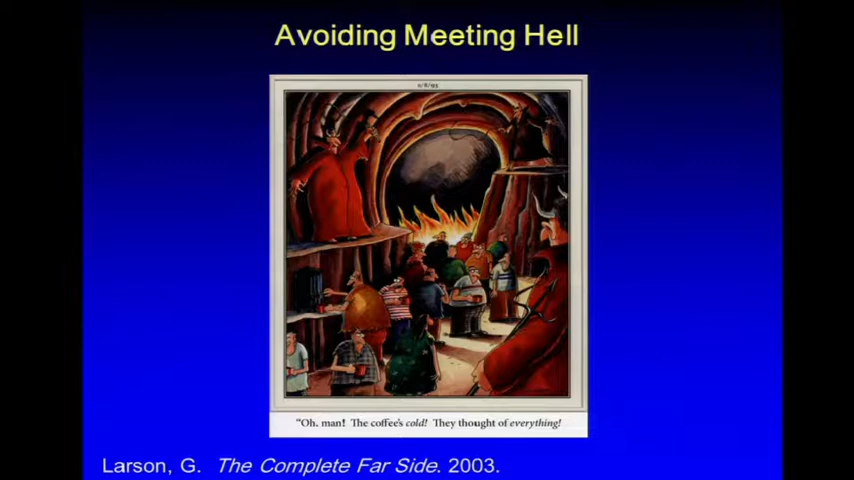 Avoiding Meeting Hell
"Oh, man! The coffee's cold! They thought of everything!
Larson, G. The Complete Far Side. 2003.